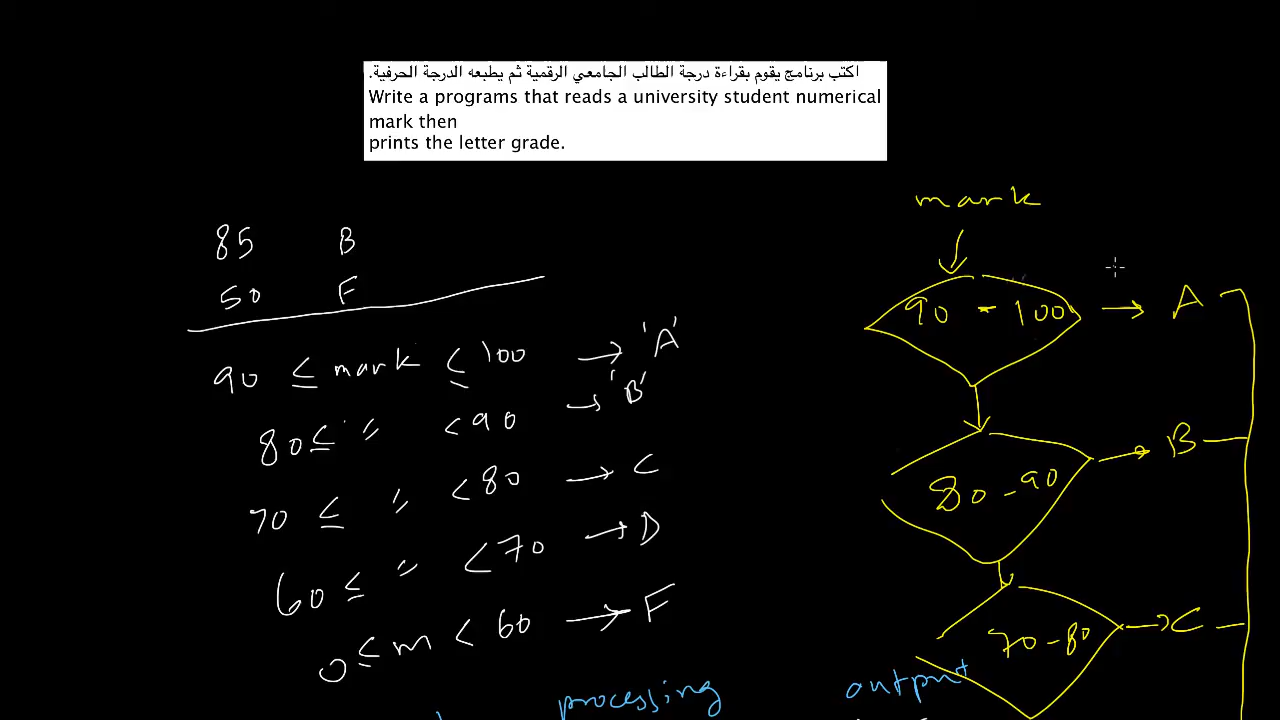 اكتب برنامج يقوم بقراءة درجة الطالب الجامعي الرقمية ثم يطبعه الدرجة الحرفية.
Write a programs that reads a university student numerical
mark then
prints the letter grade.
85 B
50 F
90 ≤ mark ≤ 100 → 'A'
80 ≤ " < 90 → 'B'
70 ≤ " < 80 → C
60 ≤ " < 70 → D
0 ≤ m < 60 → F
processing
output
mark
90 - 100 → A
80 - 90 → B
70 - 80 → C